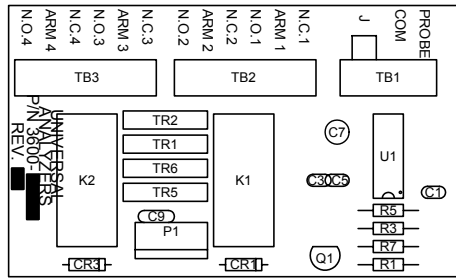 N.O.4
ARM 4
N.C.4
N.O.3
ARM 3
N.C.3
N.O.2
ARM 2
N.C.2
N.O.1
ARM 1
N.C.1
J
COM
PROBE
TB3
TB2
TB1
TR2
TR1
TR6
TR5
C9
P1
K2
K1
C7
U1
C3
C5
C1
R5
R3
R7
R1
CR3
CR1
Q1
UNIVERSAL
ANALYZERS
P/N 3600-
REV.